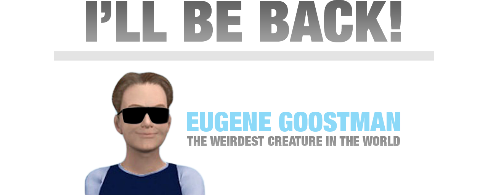 I'LL BE BACK!
EUGENE GOOSTMAN
THE WEIRDEST CREATURE IN THE WORLD